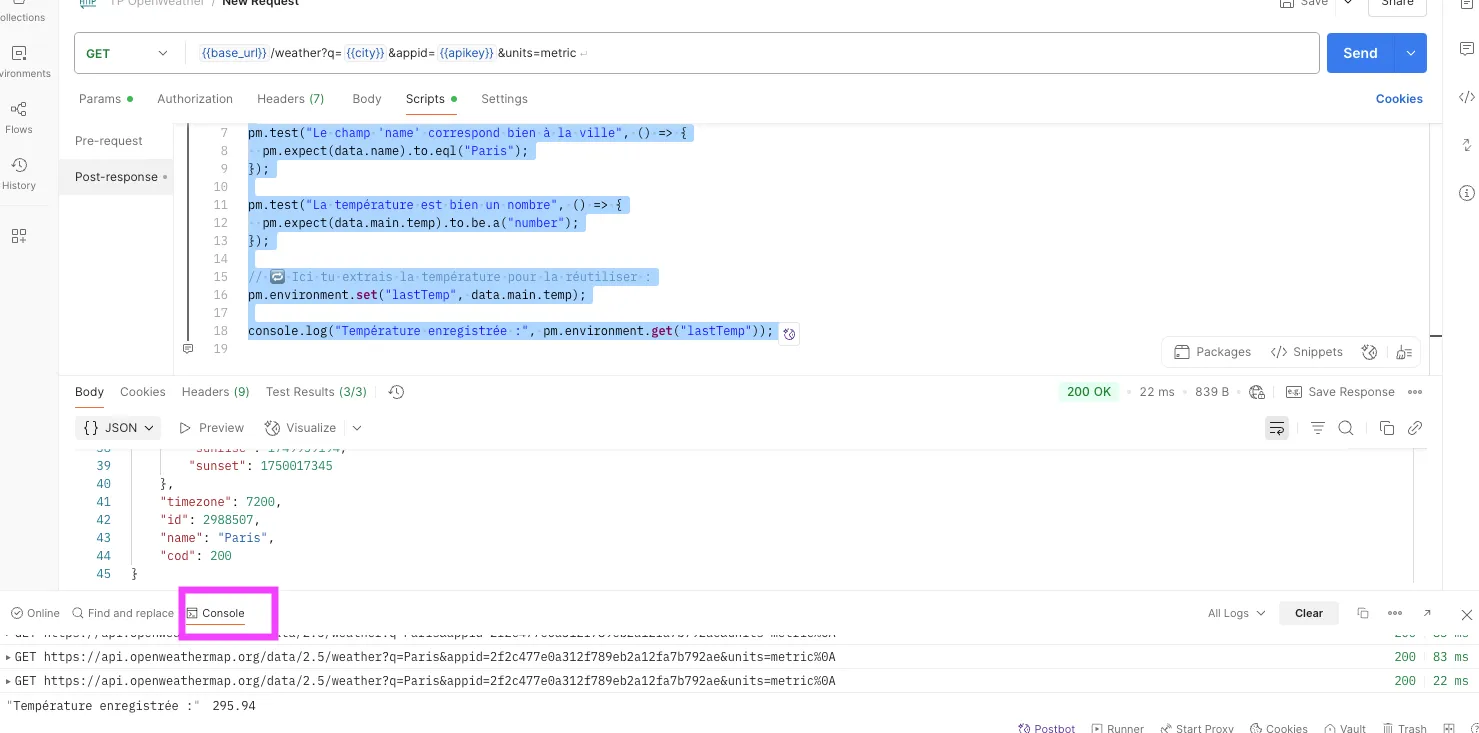 ollections
TP OpenWeather / New Request
Save
Share
GET {{base_url}} /weather?q= {{city}} &appid= {{apikey}} &units=metric ↵
Send
vironments
Params
Authorization
Headers (7)
Body
Scripts
Settings
Cookies
Flows
Pre-request
Post-response
History
7 pm.test("Le champ 'name' correspond bien à la ville", () => {
8 pm.expect(data.name).to.eql("Paris");
9 });
10
11 pm.test("La température est bien un nombre", () => {
12 pm.expect(data.main.temp).to.be.a("number");
13 });
14
15 // 🔁 Ici tu extrais la température pour la réutiliser :
16 pm.environment.set("lastTemp", data.main.temp);
17
18 console.log("Température enregistrée :", pm.environment.get("lastTemp"));
19
Packages
Snippets
Body Cookies Headers (9) Test Results (3/3)
200 OK • 22 ms • 839 B
Save Response
{} JSON
Preview
Visualize
38 "sunrise": 1749959194,
39 "sunset": 1750017345
40 },
41 "timezone": 7200,
42 "id": 2988507,
43 "name": "Paris",
44 "cod": 200
45 }
Online
Find and replace
Console
All Logs
Clear
GET https://api.openweathermap.org/data/2.5/weather?q=Paris&appid=2f2c477e0a312f789eb2a12fa7b792ae&units=metric%0A 200
GET https://api.openweathermap.org/data/2.5/weather?q=Paris&appid=2f2c477e0a312f789eb2a12fa7b792ae&units=metric%0A 200 83 ms
GET https://api.openweathermap.org/data/2.5/weather?q=Paris&appid=2f2c477e0a312f789eb2a12fa7b792ae&units=metric%0A 200 22 ms
"Température enregistrée :" 295.94
Postbot
Runner
Start Proxy
Cookies
Vault
Trash